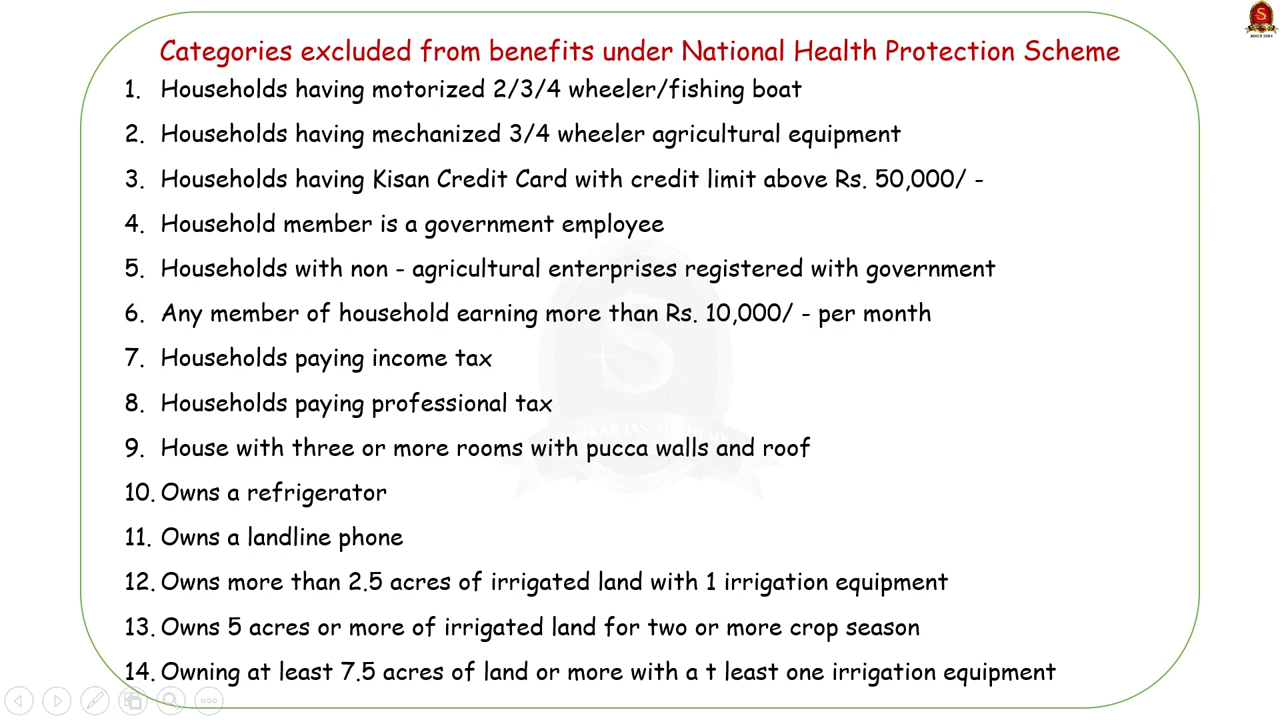 Categories excluded from benefits under National Health Protection Scheme
1. Households having motorized 2/3/4 wheeler/fishing boat
2. Households having mechanized 3/4 wheeler agricultural equipment
3. Households having Kisan Credit Card with credit limit above Rs. 50,000/ -
4. Household member is a government employee
5. Households with non - agricultural enterprises registered with government
6. Any member of household earning more than Rs. 10,000/ - per month
7. Households paying income tax
8. Households paying professional tax
9. House with three or more rooms with pucca walls and roof
10. Owns a refrigerator
11. Owns a landline phone
12. Owns more than 2.5 acres of irrigated land with 1 irrigation equipment
13. Owns 5 acres or more of irrigated land for two or more crop season
14. Owning at least 7.5 acres of land or more with a t least one irrigation equipment